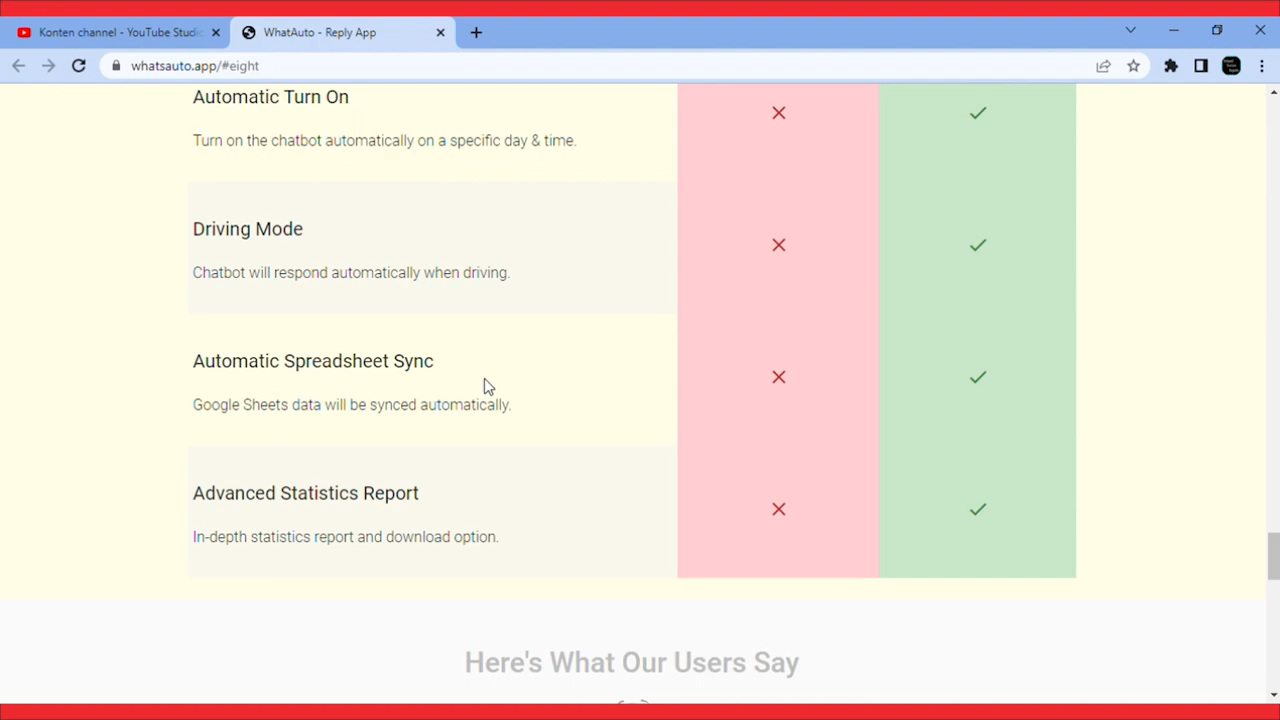 Konten channel - YouTube Studio
WhatAuto - Reply App
whatsauto.app/#eight
Automatic Turn On
Turn on the chatbot automatically on a specific day & time.
Driving Mode
Chatbot will respond automatically when driving.
Automatic Spreadsheet Sync
Google Sheets data will be synced automatically.
Advanced Statistics Report
In-depth statistics report and download option.
Here's What Our Users Say